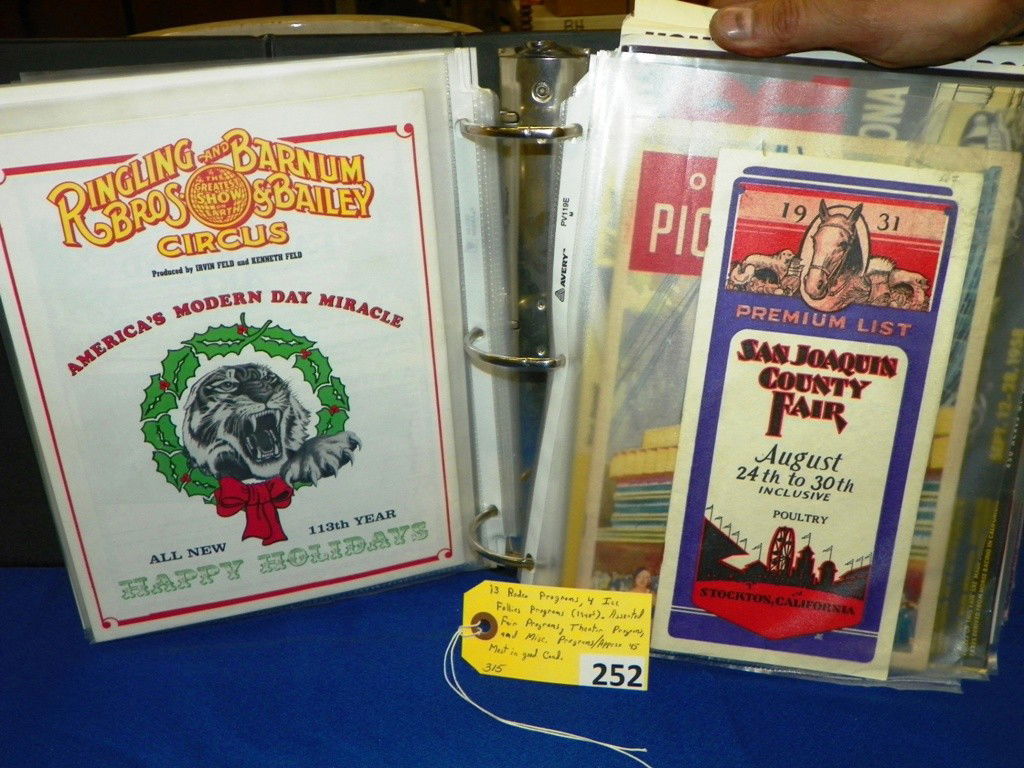 BH
RINGLING AND BARNUM
BROS & BAILEY
THE
GREATEST
SHOW
ON EARTH
CIRCUS
Produced by IRVIN FELD and KENNETH FELD
AMERICA'S MODERN DAY MIRACLE
ALL NEW 113th YEAR
HAPPY HOLIDAYS
AVERY™ PV119E
PIC
1931
PREMIUM LIST
SAN JOAQUIN
COUNTY
FAIR
August
24th to 30th
INCLUSIVE
POULTRY
STOCKTON, CALIFORNIA
13 Rodeo Programs, 4 Ice
Follies Programs Assorted
Fair Programs, Theater Programs,
and Misc. Programs/Approx 45
Most in good Cond.
315
252